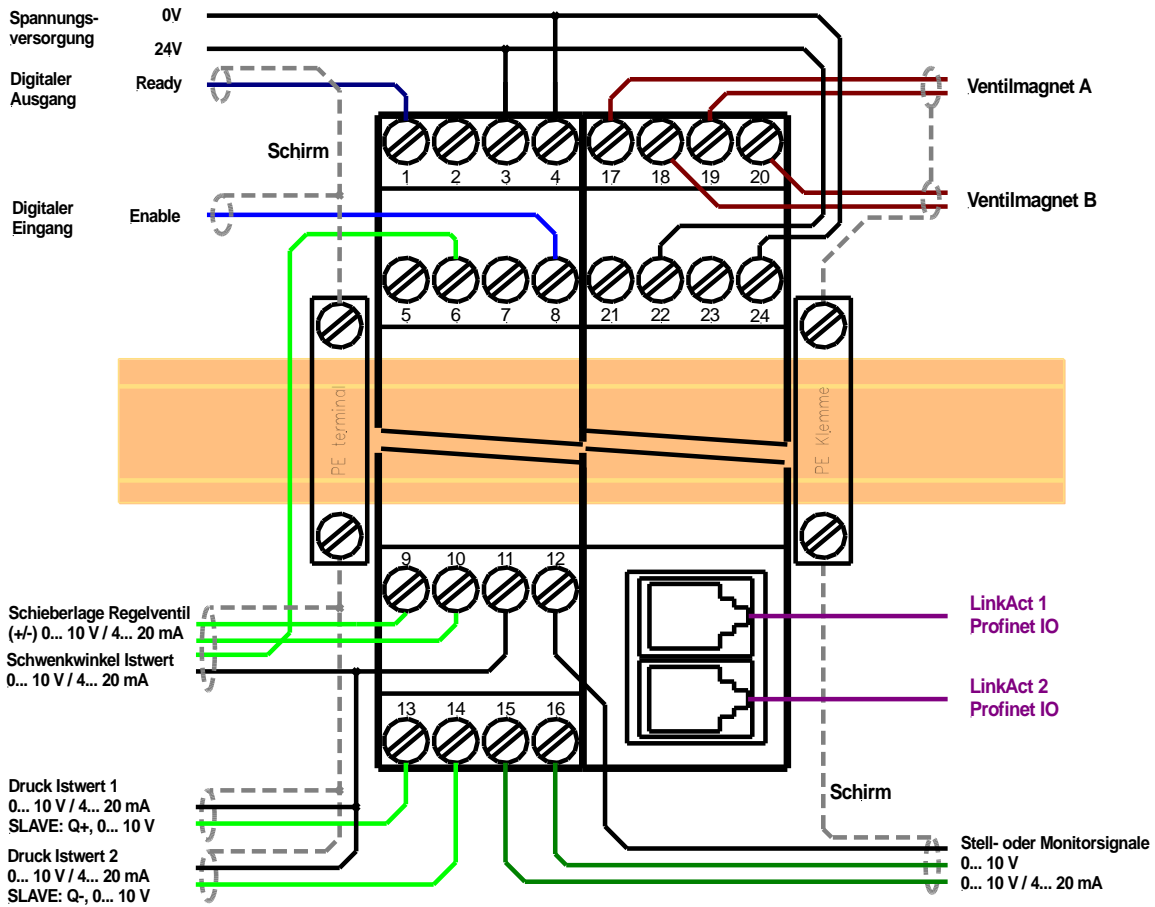 Spannungs-
versorgung
0V
24V
Digitaler
Ausgang
Ready
Schirm
Ventilmagnet A
1 2 3 4 17 18 19 20
Digitaler
Eingang
Enable
Ventilmagnet B
5 6 7 8 21 22 23 24
PE terminal
PE Klemme
9 10 11 12
Schieberlage Regelventil
(+/-) 0... 10 V / 4... 20 mA
Schwenkwinkel Istwert
0... 10 V / 4... 20 mA
LinkAct 1
Profinet IO
LinkAct 2
Profinet IO
13 14 15 16
Druck Istwert 1
0... 10 V / 4... 20 mA
SLAVE: Q+, 0... 10 V
Druck Istwert 2
0... 10 V / 4... 20 mA
SLAVE: Q-, 0... 10 V
Schirm
Stell- oder Monitorsignale
0... 10 V
0... 10 V / 4... 20 mA